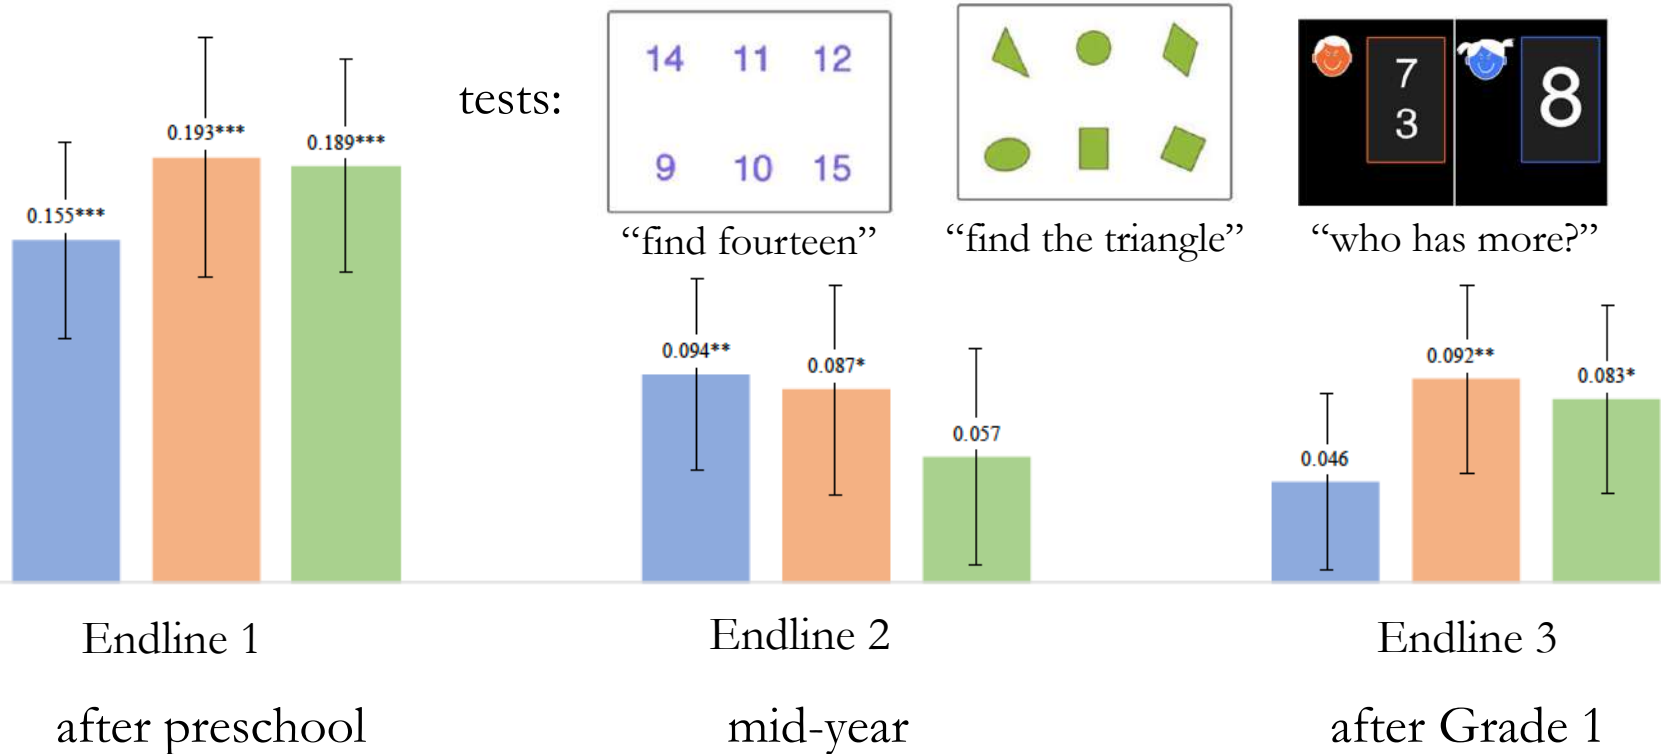 tests:
14 11 12
9 10 15
7
3
8
“find fourteen”
“find the triangle”
“who has more?”
0.155***
0.193***
0.189***
0.094**
0.087*
0.057
0.046
0.092**
0.083*
Endline 1
Endline 2
Endline 3
after preschool
mid-year
after Grade 1